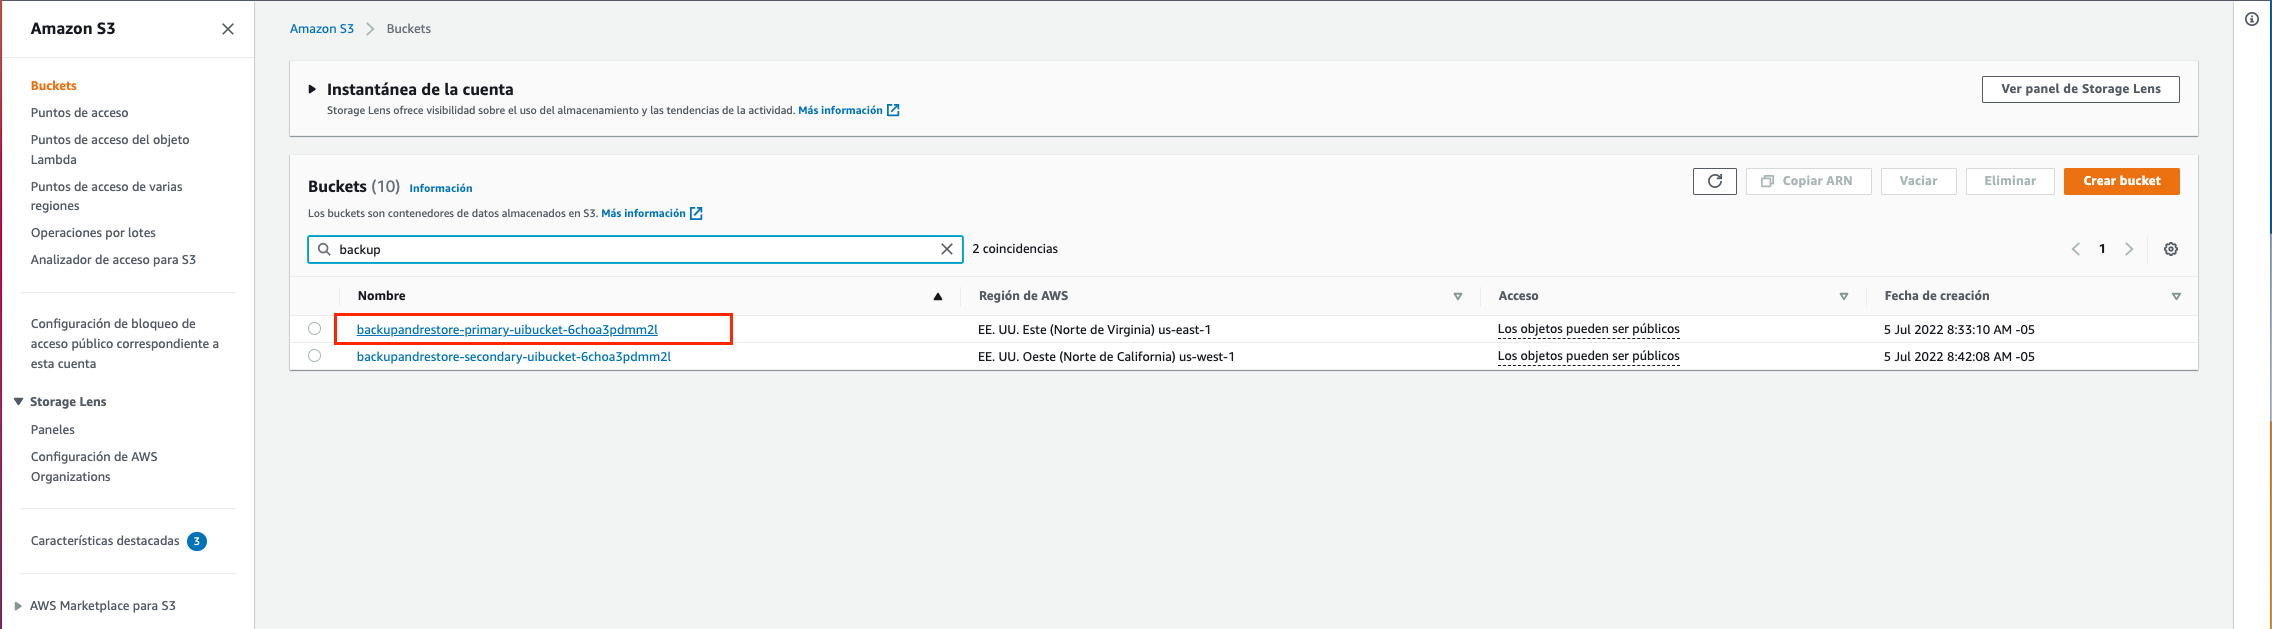 Amazon S3
Buckets
Puntos de acceso
Puntos de acceso del objeto
Lambda
Puntos de acceso de varias
regiones
Operaciones por lotes
Analizador de acceso para S3
Configuración de bloqueo de
acceso público correspondiente a
esta cuenta
Storage Lens
Paneles
Configuración de AWS
Organizations
Características destacadas 3
AWS Marketplace para S3
Amazon S3 Buckets
Instantánea de la cuenta
Storage Lens ofrece visibilidad sobre el uso del almacenamiento y las tendencias de la actividad. Más información
Ver panel de Storage Lens
Buckets (10) Información
Los buckets son contenedores de datos almacenados en S3. Más información
Copiar ARN Vaciar Eliminar Crear bucket
backup 2 coincidencias 1
Nombre Región de AWS Acceso Fecha de creación
backupandrestore-primary-uibucket-6choa3pdmm2l EE. UU. Este (Norte de Virginia) us-east-1 Los objetos pueden ser públicos 5 Jul 2022 8:33:10 AM -05
backupandrestore-secondary-uibucket-6choa3pdmm2l EE. UU. Oeste (Norte de California) us-west-1 Los objetos pueden ser públicos 5 Jul 2022 8:42:08 AM -05